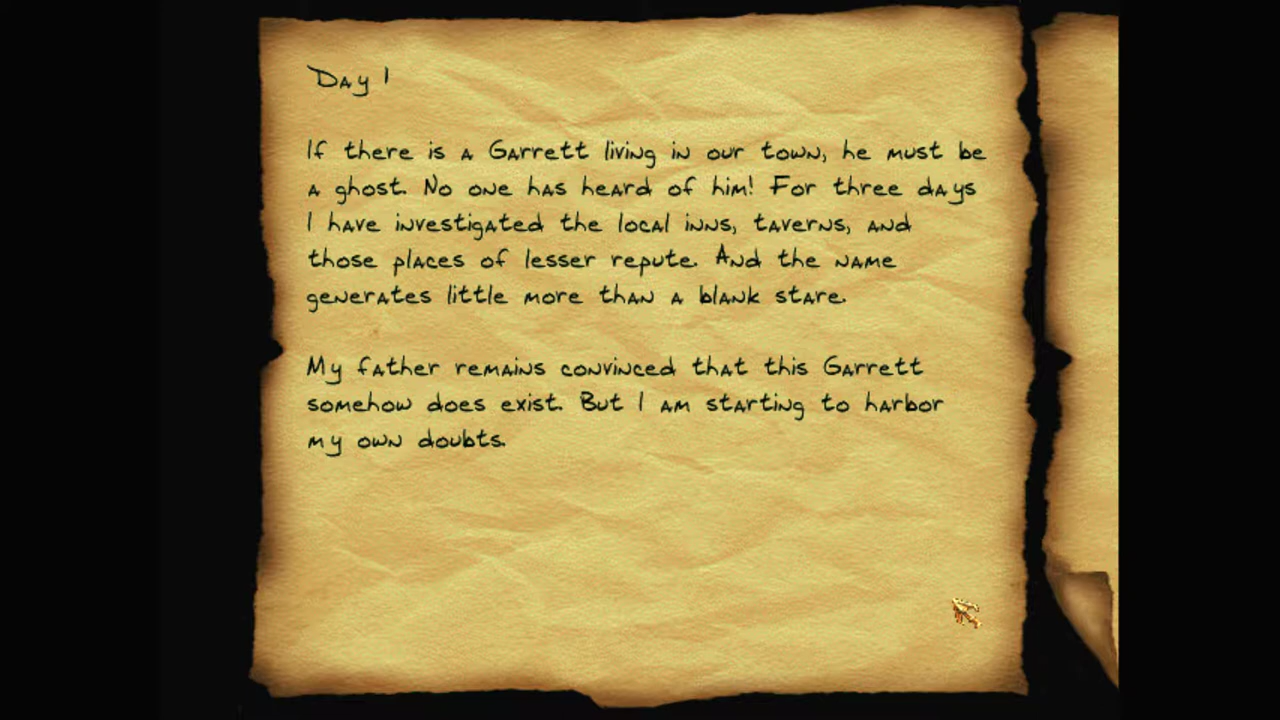 Day 1
If there is a Garrett living in our town, he must be
a ghost. No one has heard of him! For three days
I have investigated the local inns, taverns, and
those places of lesser repute. And the name
generates little more than a blank stare.
My father remains convinced that this Garrett
somehow does exist. But I am starting to harbor
my own doubts.